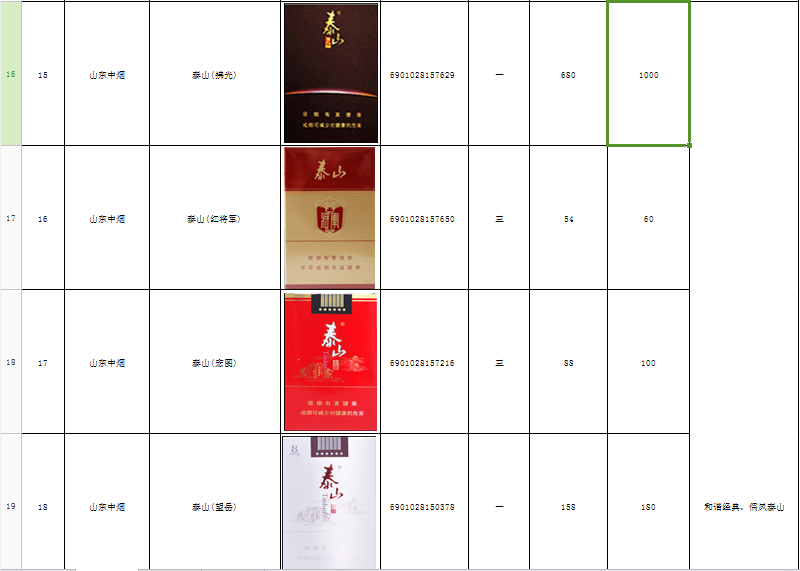 16 15 山东中烟 泰山(拂光) 6901028157629 一 680 1000
泰山
吸烟有害健康
戒烟可减少对健康的危害
17 16 山东中烟 泰山(红将军) 6901028157650 三 54 60
泰山
吸烟有害健康
尽早戒烟有益健康
18 17 山东中烟 泰山(宏图) 6901028157216 三 88 100
泰山
吸烟有害健康
戒烟可减少对健康的危害
19 18 山东中烟 泰山(望岳) 6901028150378 一 158 180 和谐经典，儒风泰山
8
泰山